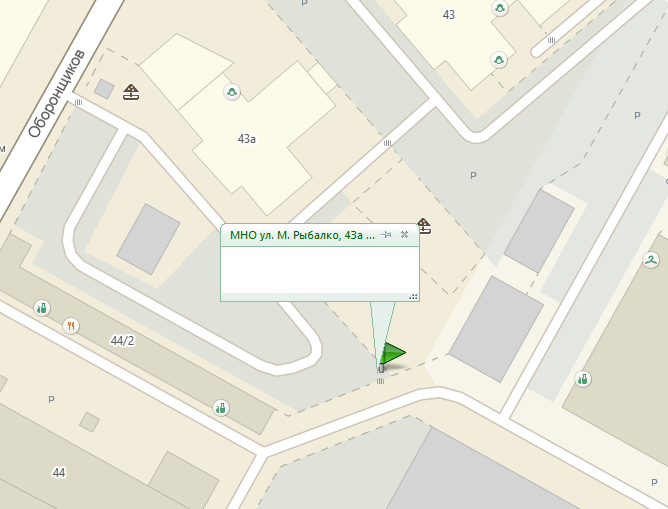 P
43
Оборонщиков
43а
P
м
P
МНО ул. М. Рыбалко, 43а ...
44/2
P
44
P